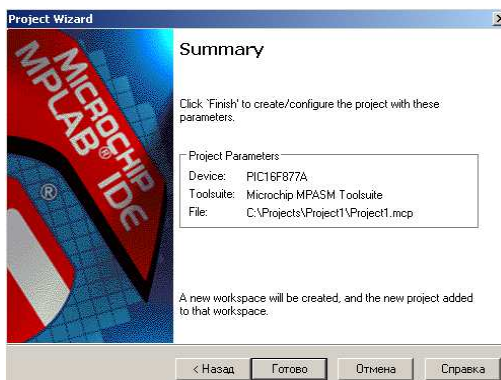 Project Wizard
MICROCHIP
MPLAB® IDE
®
Summary
Click `Finish' to create/configure the project with these
parameters.
Project Parameters
Device: PIC16F877A
Toolsuite: Microchip MPASM Toolsuite
File: C:\Projects\Project1\Project1.mcp
A new workspace will be created, and the new project added
to that workspace.
< Назад Готово Отмена Справка